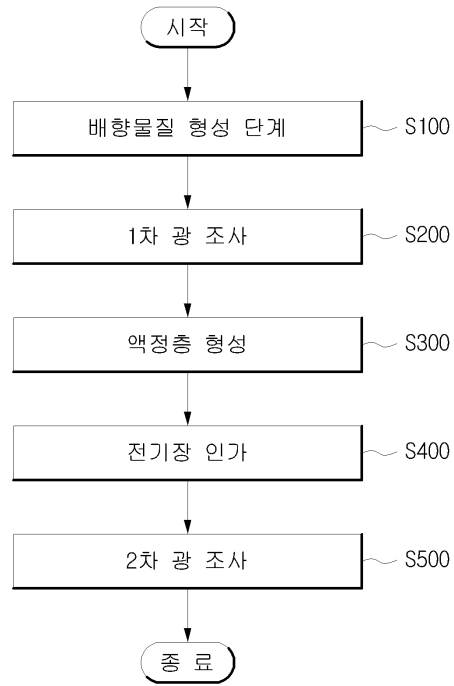 시작
배향물질 형성 단계 S100
1차 광 조사 S200
액정층 형성 S300
전기장 인가 S400
2차 광 조사 S500
종 료